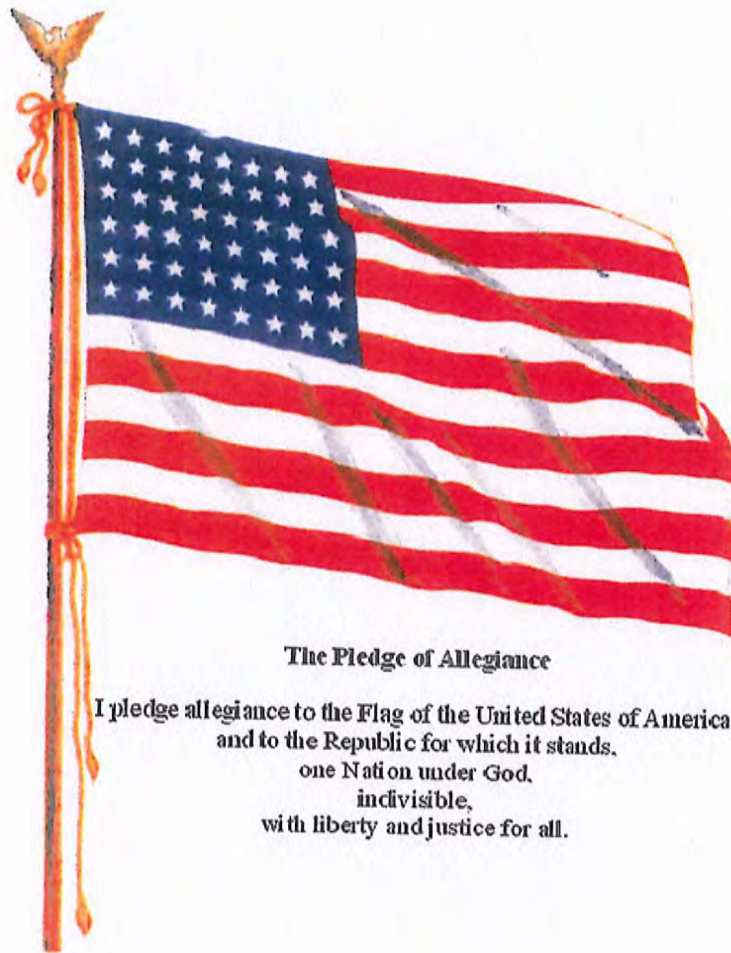 The Pledge of Allegiance
I pledge allegiance to the Flag of the United States of America
and to the Republic for which it stands,
one Nation under God,
indivisible,
with liberty and justice for all.